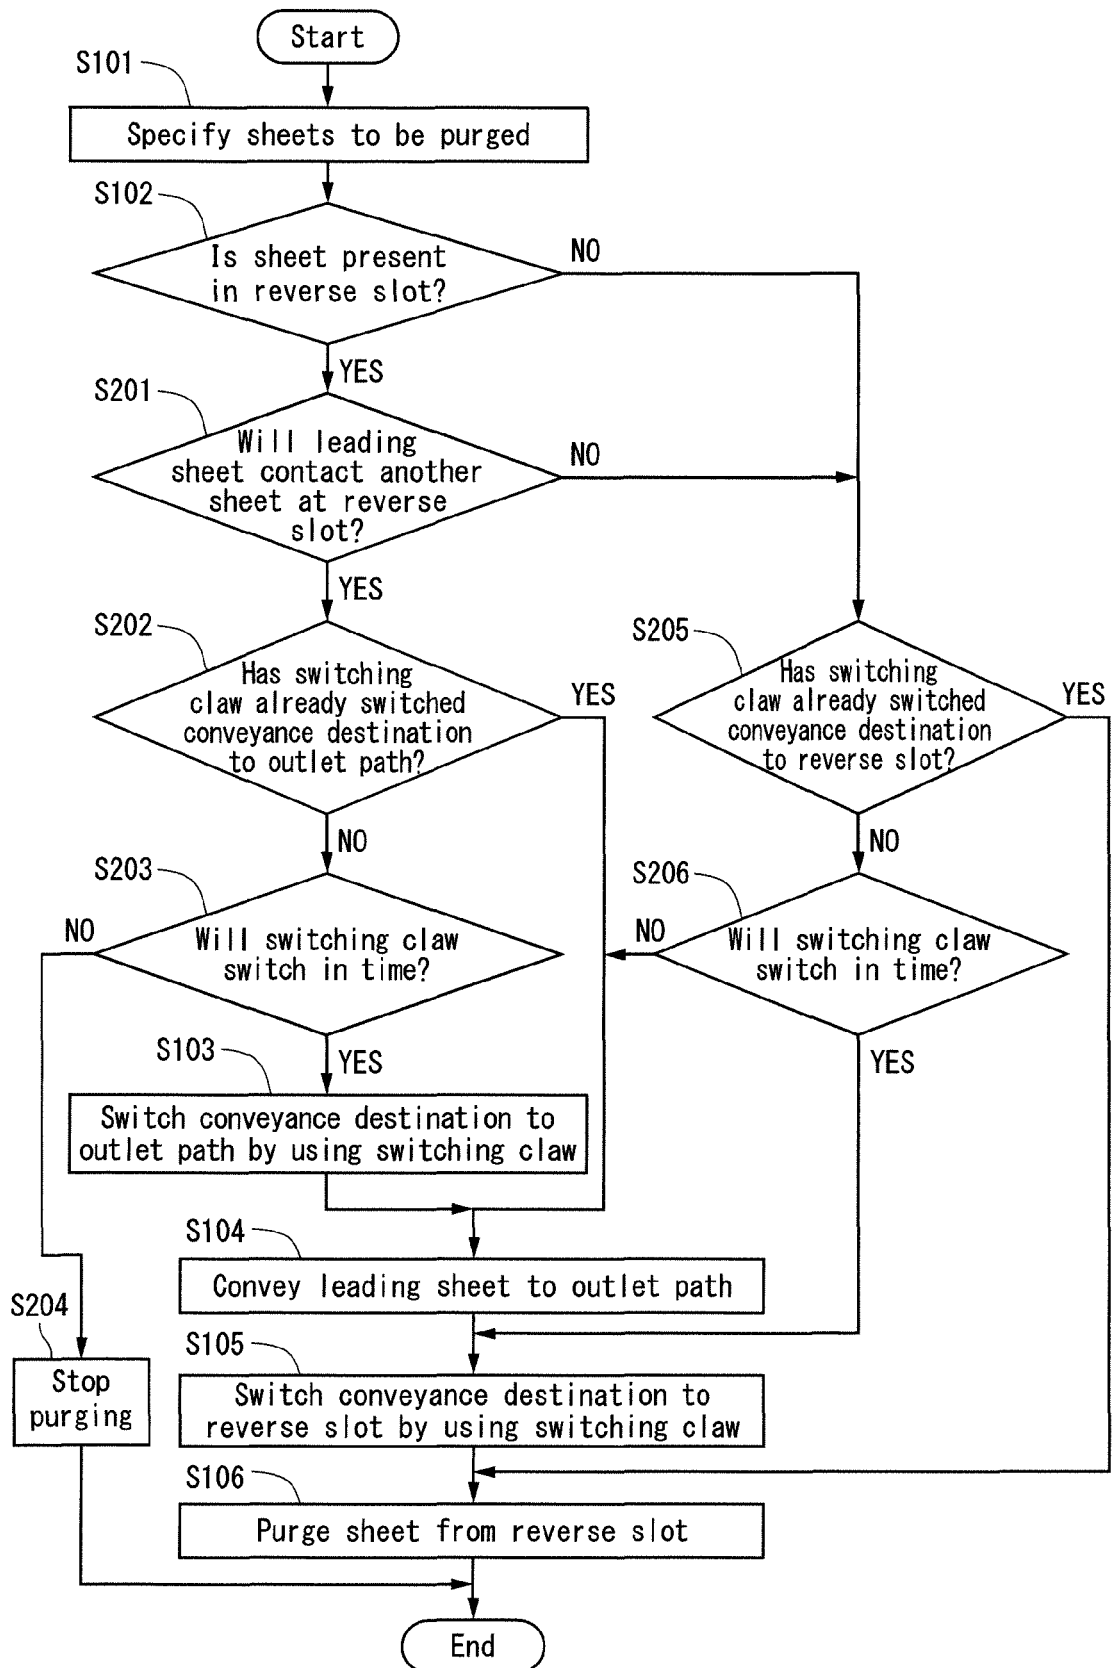 Start
S101
Specify sheets to be purged
S102
Is sheet present
in reverse slot?
NO
YES
S201
Will leading
sheet contact another
sheet at reverse
slot?
NO
YES
S202
Has switching
claw already switched
conveyance destination
to outlet path?
YES
NO
S205
Has switching
claw already switched
conveyance destination
to reverse slot?
YES
NO
S203
Will switching claw
switch in time?
NO
YES
S206
Will switching claw
switch in time?
NO
YES
S103
Switch conveyance destination to
outlet path by using switching claw
S104
Convey leading sheet to outlet path
S204
Stop
purging
S105
Switch conveyance destination to
reverse slot by using switching claw
S106
Purge sheet from reverse slot
End